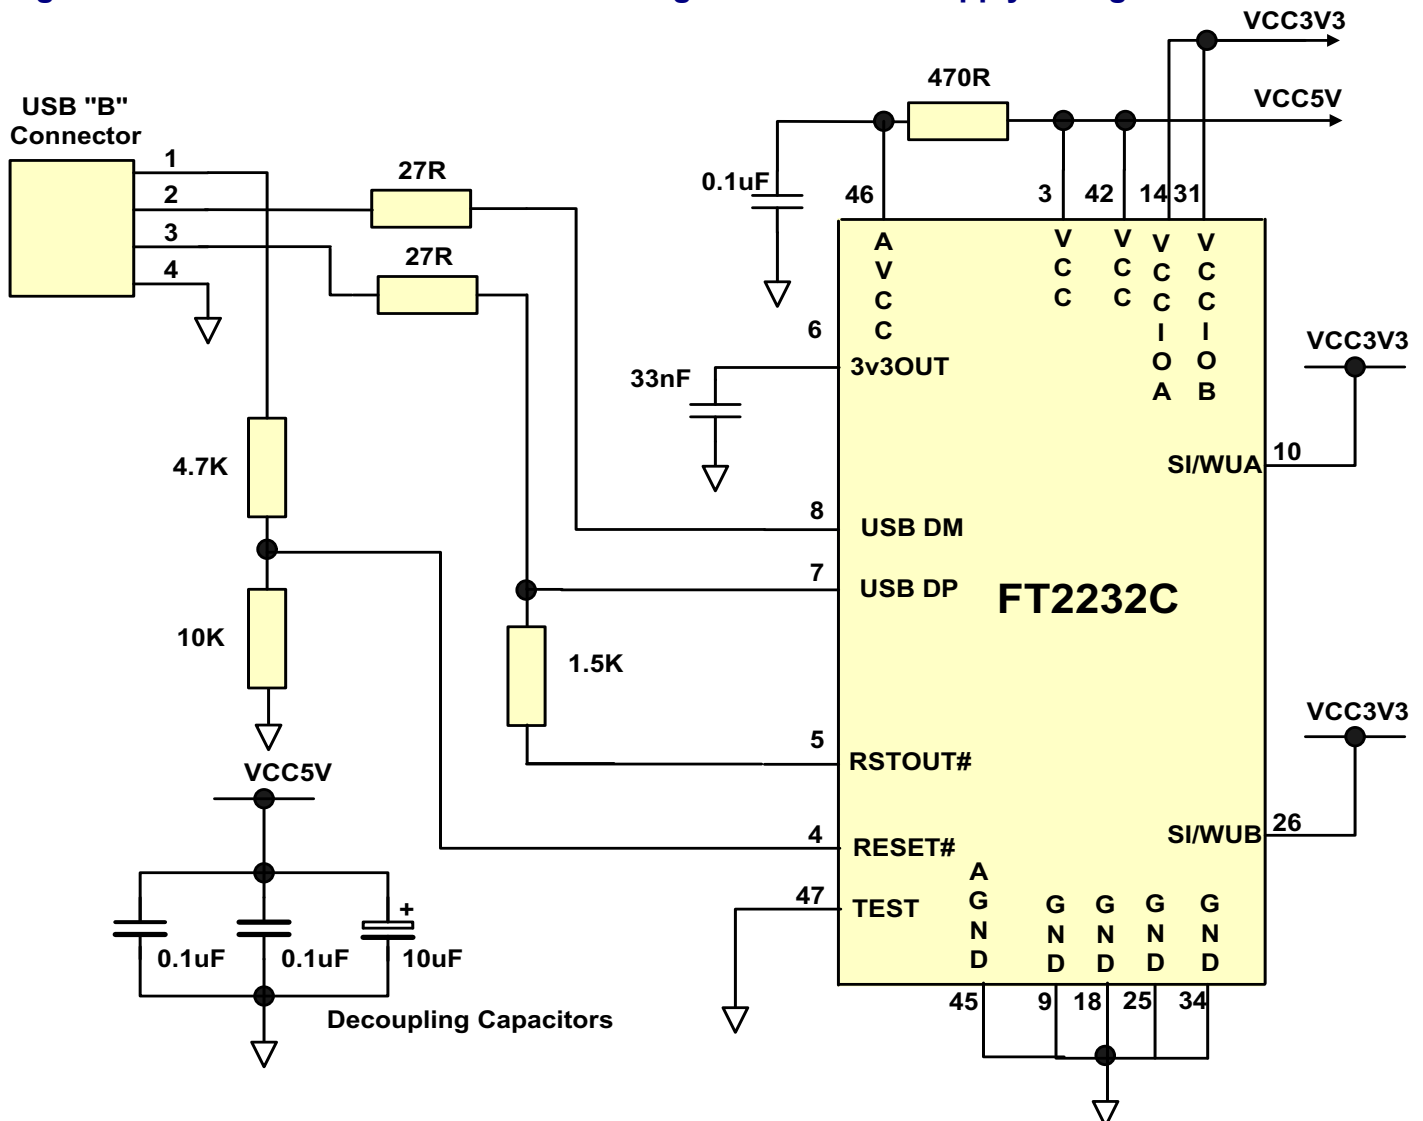 VCC3V3
470R
VCC5V
USB "B"
Connector
1
27R
0.1uF
46
3
42
14
31
2
3
27R
4
AVCC
VCC
VCC
VCCIOA
VCCIOB
6
3v3OUT
VCC3V3
33nF
SI/WUA
10
4.7K
8
USB DM
7
USB DP
FT2232C
10K
1.5K
VCC3V3
5
RSTOUT#
VCC5V
4
RESET#
SI/WUB
26
47
TEST
AGND
GND
GND
GND
GND
+
0.1uF
0.1uF
10uF
45
9
18
25
34
Decoupling Capacitors